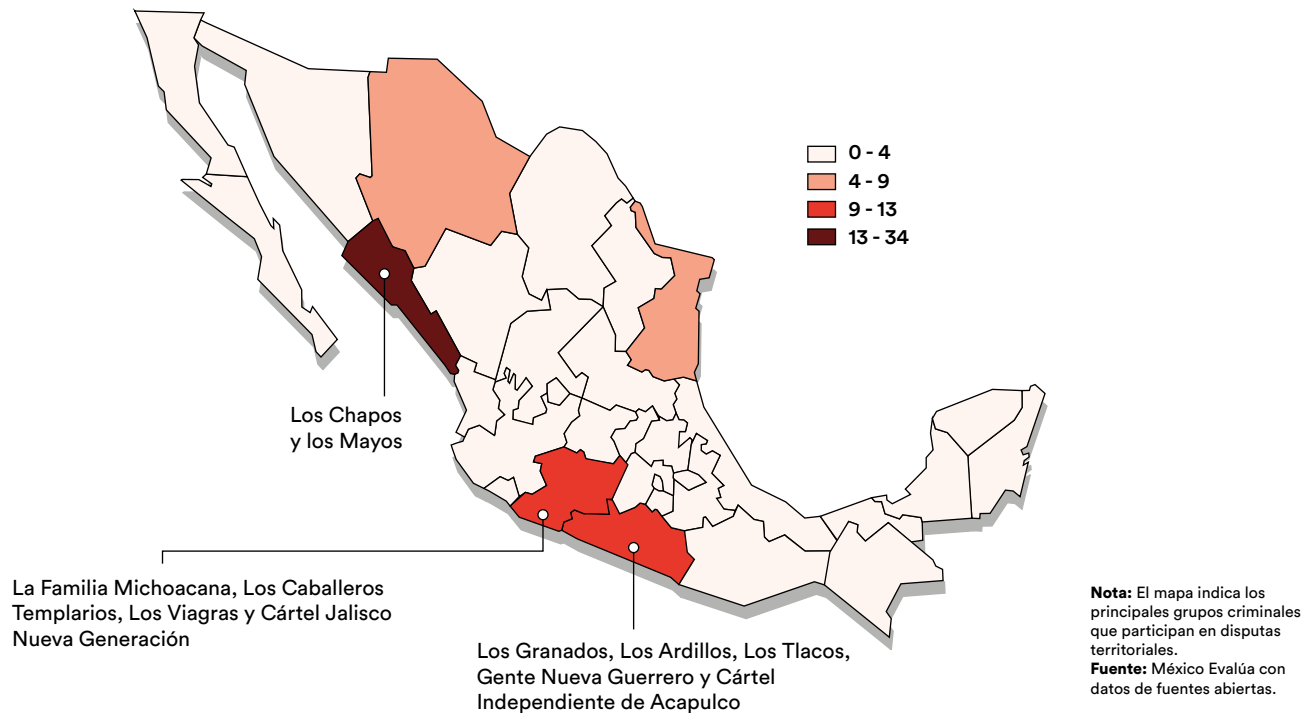 0 - 4
4 - 9
9 - 13
13 - 34
Los Chapos
y los Mayos
La Familia Michoacana, Los Caballeros
Templarios, Los Viagras y Cártel Jalisco
Nueva Generación
Los Granados, Los Ardillos, Los Tlacos,
Gente Nueva Guerrero y Cártel
Independiente de Acapulco
Nota: El mapa indica los
principales grupos criminales
que participan en disputas
territoriales.
Fuente: México Evalúa con
datos de fuentes abiertas.